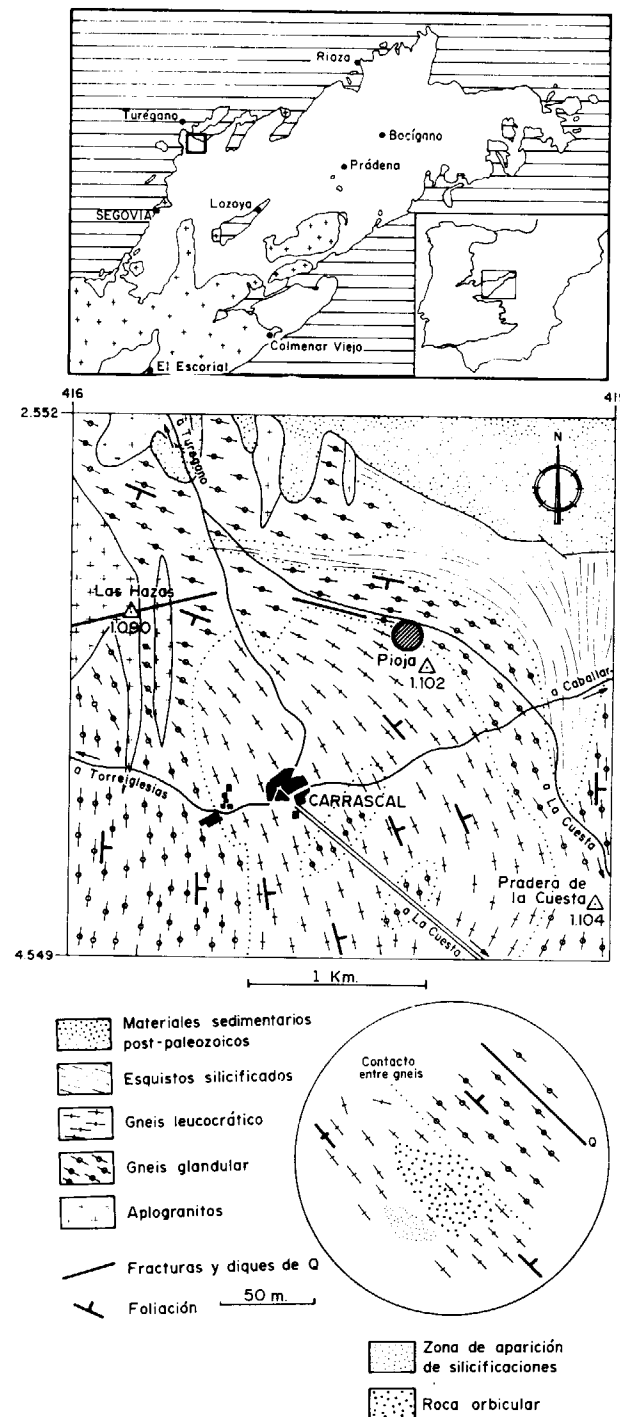 Riaza
Turégano
Bocígano
Prádena
SEGOVIA
Lozoya
Colmenar Viejo
El Escorial
416
419
2.552
a Turégano
N
Las Hazas
1.090
Pioja
1.102
a Caballar
a Torreiglesias
CARRASCAL
a La Cuesta
Pradera de
la Cuesta
1.104
a La Cuesta
4.549
1 Km.
Materiales sedimentarios
post-paleozoicos
Esquistos silicificados
Gneis leucocrático
Gneis glandular
Aplogranitos
Fracturas y diques de Q
Foliación
50 m.
Contacto
entre gneis
Q
Zona de aparición
de silicificaciones
Roca orbicular